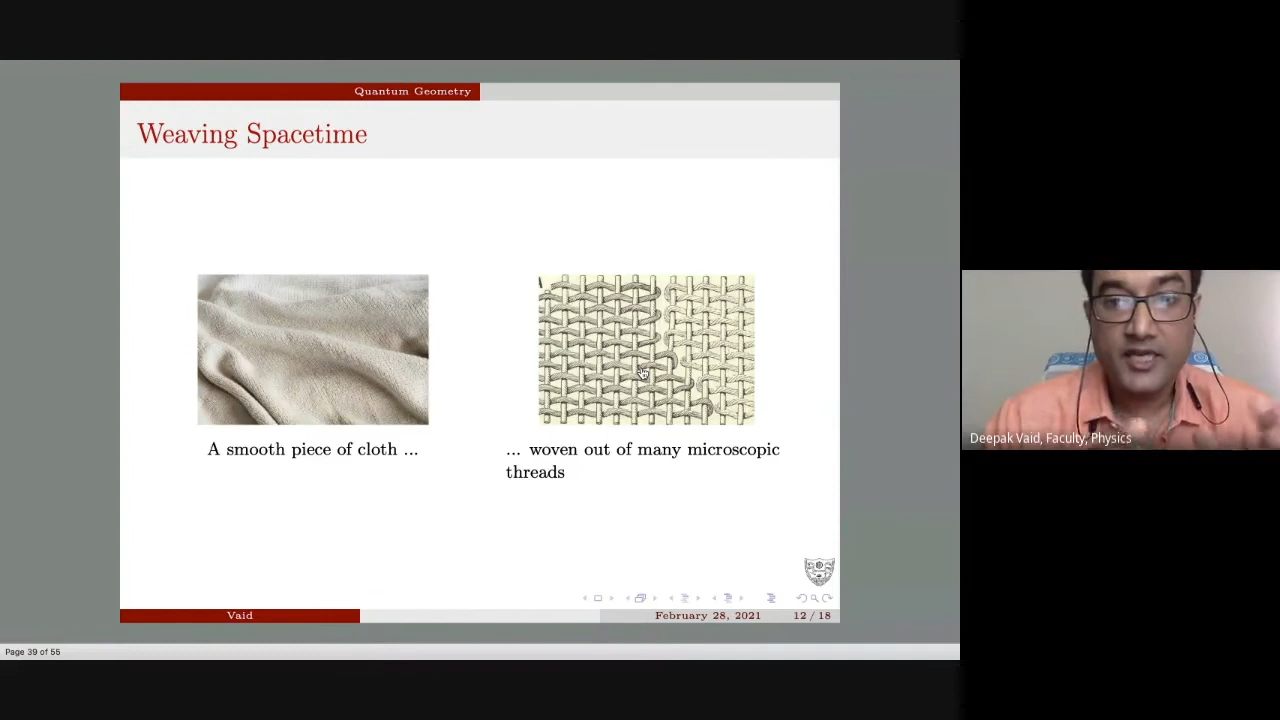 Quantum Geometry
Weaving Spacetime
A smooth piece of cloth ...
... woven out of many microscopic
threads
Vaid
February 28, 2021
12 / 18
Page 39 of 55
Deepak Vaid, Faculty, Physics